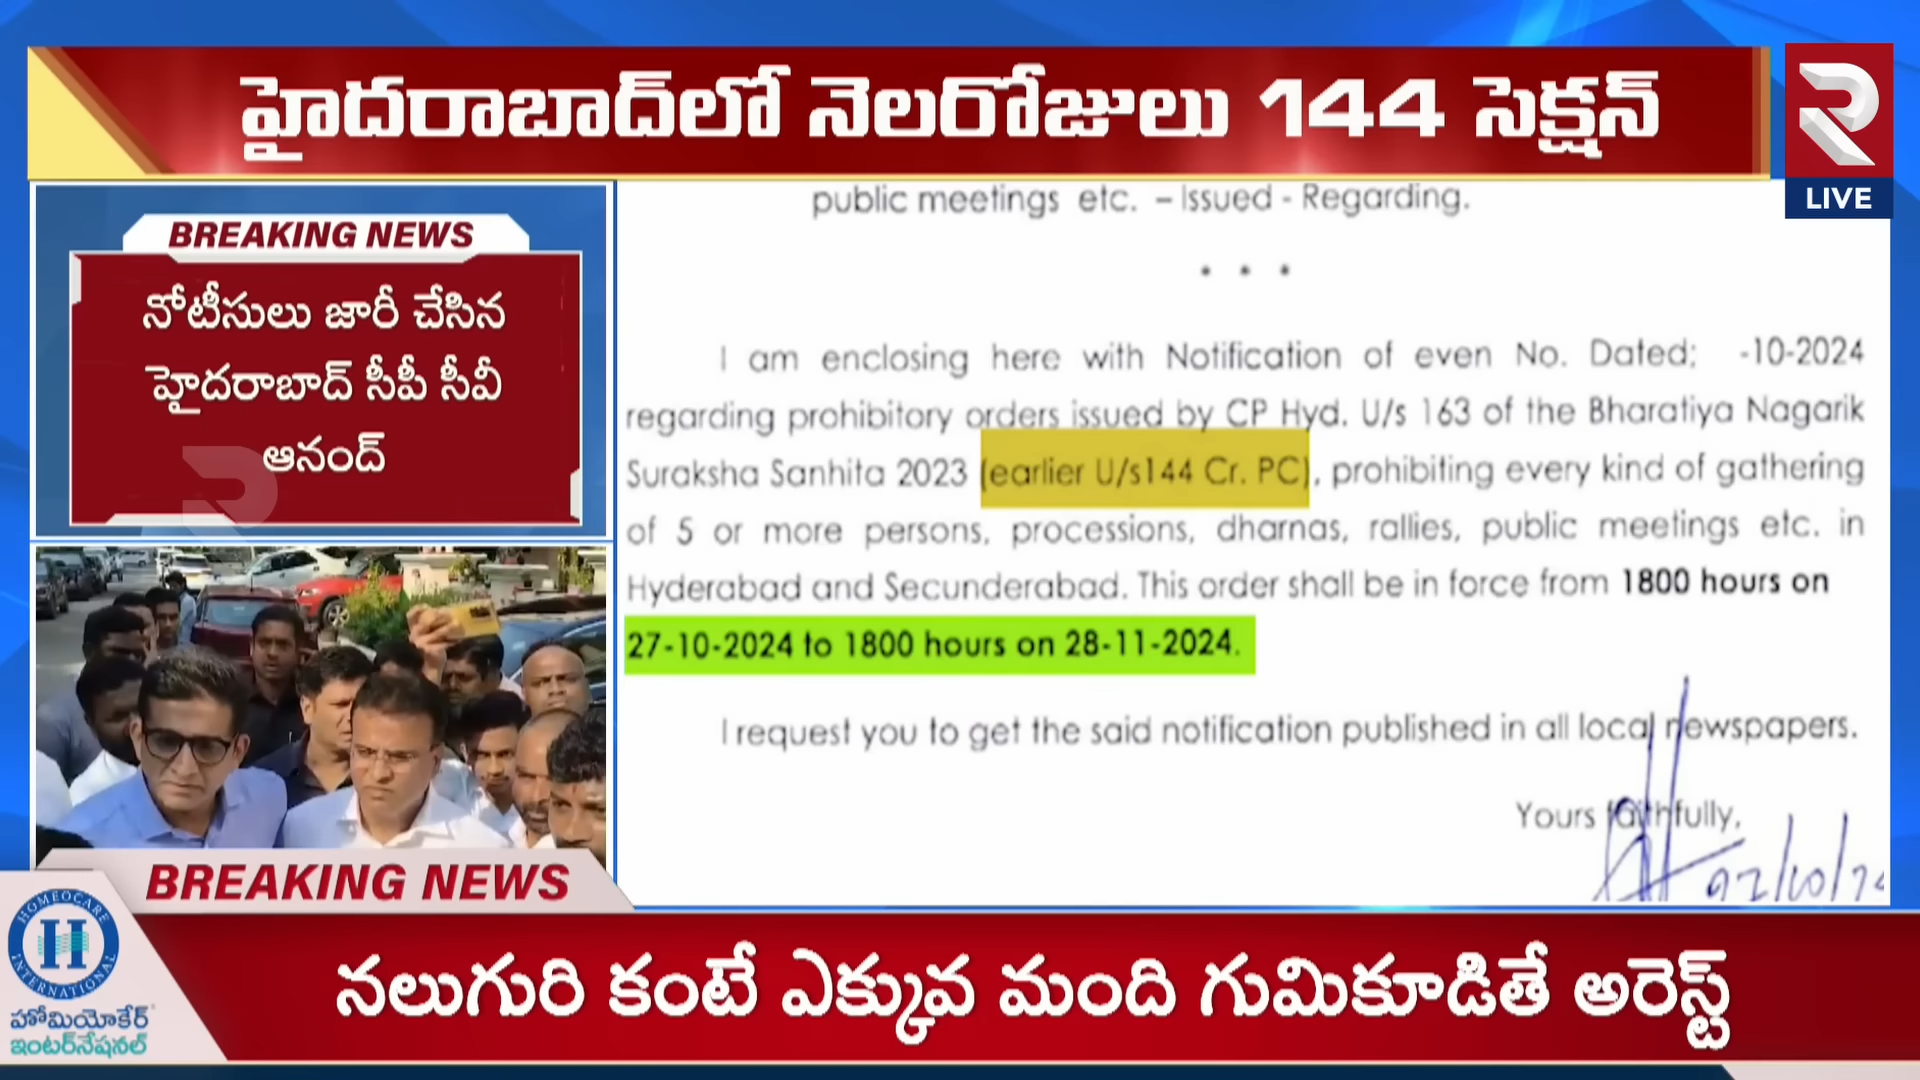 హైదరాబాద్‌లో నెలరోజులు 144 సెక్షన్
R
LIVE
BREAKING NEWS
నోటీసులు జారీ చేసిన
హైదరాబాద్ సీపీ సీవీ
ఆనంద్
public meetings etc. – Issued - Regarding.
• • •
I am enclosing here with Notification of even No. Dated: -10-2024
regarding prohibitory orders issued by CP Hyd. U/s 163 of the Bharatiya Nagarik
Suraksha Sanhita 2023 (earlier U/s144 Cr. PC), prohibiting every kind of gathering
of 5 or more persons, processions, dharnas, rallies, public meetings etc. in
Hyderabad and Secunderabad. This order shall be in force from 1800 hours on
27-10-2024 to 1800 hours on 28-11-2024.
I request you to get the said notification published in all local newspapers.
Yours faithfully,
BREAKING NEWS
HOMEOCARE
H
INTERNATIONAL
హోమియోకేర్
ఇంటర్‌నేషనల్
నలుగురి కంటే ఎక్కువ మంది గుమికూడితే అరెస్ట్